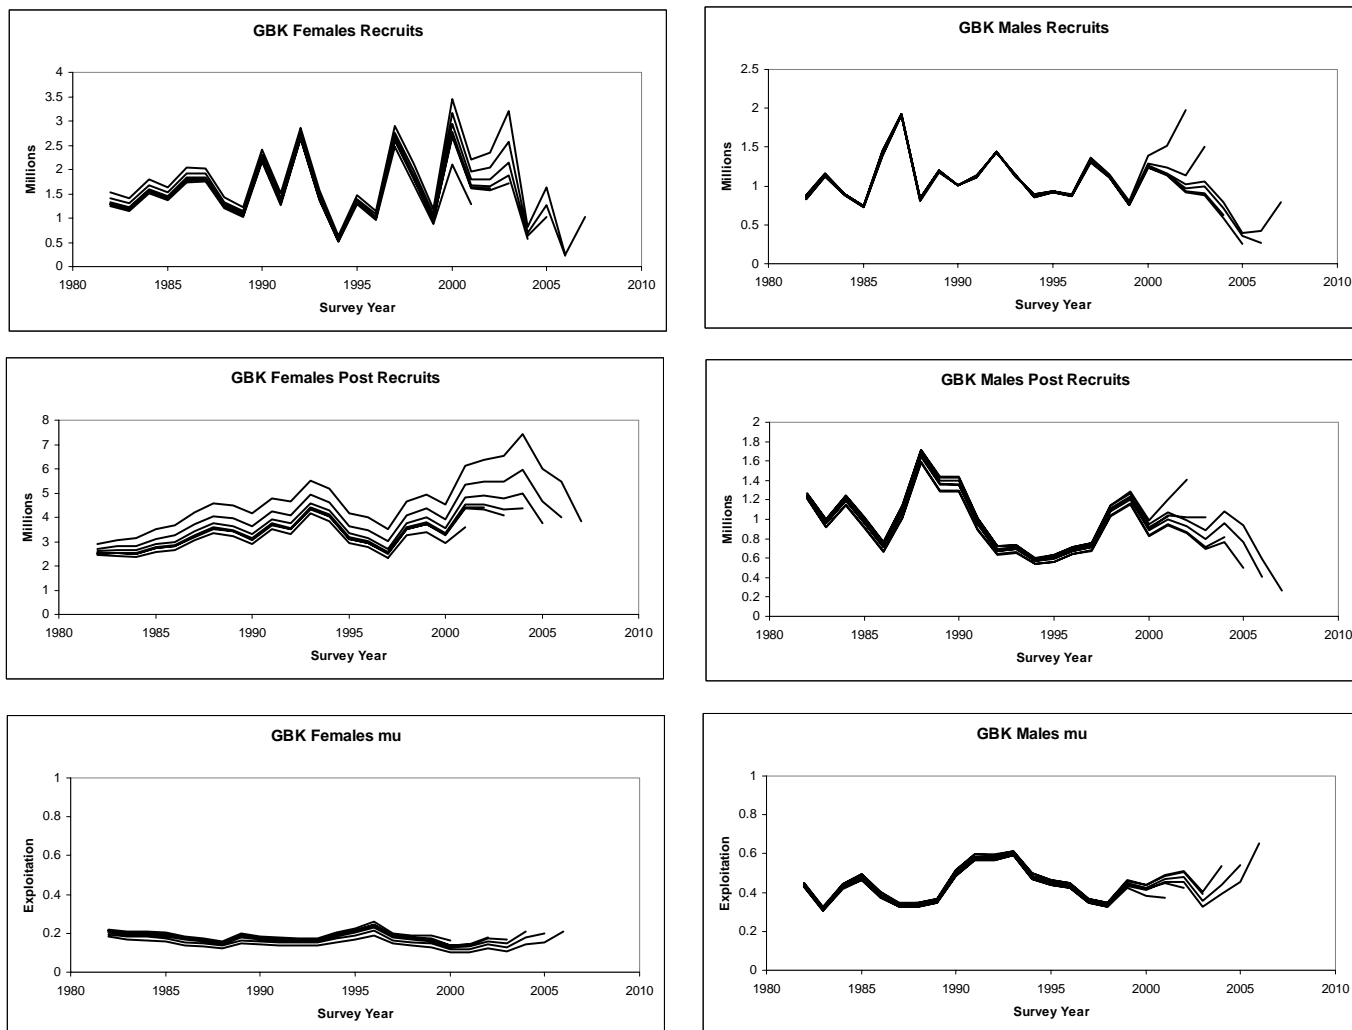 GBK Females Recruits
4
3.5
3
2.5
2
1.5
1
0.5
0
Millions
1980 1985 1990 1995 2000 2005 2010
Survey Year
GBK Males Recruits
2.5
2
1.5
1
0.5
0
Millions
1980 1985 1990 1995 2000 2005 2010
Survey Year
GBK Females Post Recruits
8
7
6
5
4
3
2
1
0
Millions
1980 1985 1990 1995 2000 2005 2010
Survey Year
GBK Males Post Recruits
2
1.8
1.6
1.4
1.2
1
0.8
0.6
0.4
0.2
0
Millions
1980 1985 1990 1995 2000 2005 2010
Survey Year
GBK Females mu
1
0.8
0.6
0.4
0.2
0
Exploitation
1980 1985 1990 1995 2000 2005 2010
Survey Year
GBK Males mu
1
0.8
0.6
0.4
0.2
0
Exploitation
1980 1985 1990 1995 2000 2005 2010
Survey Year